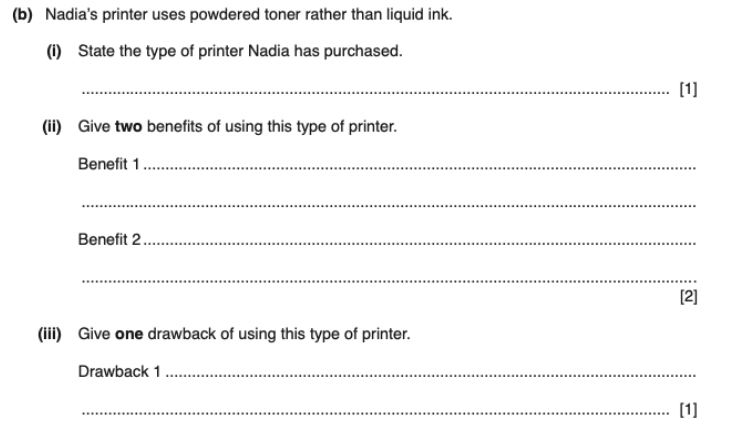 (b) Nadia's printer uses powdered toner rather than liquid ink.
(i) State the type of printer Nadia has purchased.
.................................................. [1]
(ii) Give two benefits of using this type of printer.
Benefit 1 ..................................................
..................................................
Benefit 2 ..................................................
..................................................
[2]
(iii) Give one drawback of using this type of printer.
Drawback 1 ..................................................
.................................................. [1]